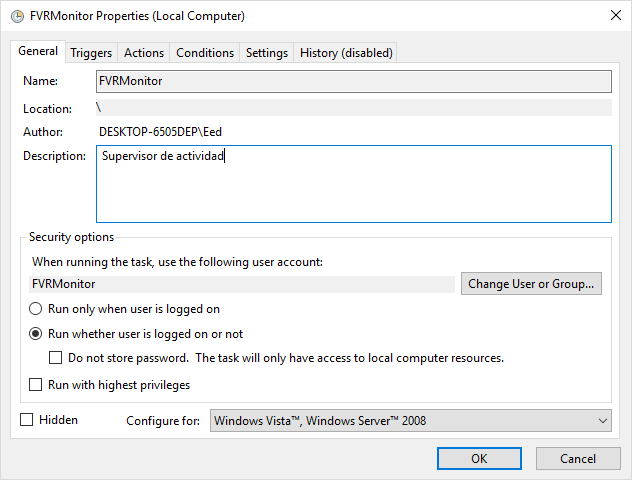 FVRMonitor Properties (Local Computer)
General Triggers Actions Conditions Settings History (disabled)
Name: FVRMonitor
Location: \
Author: DESKTOP-6505DEP\Eed
Description: Supervisor de actividad
Security options
When running the task, use the following user account:
FVRMonitor Change User or Group...
Run only when user is logged on
Run whether user is logged on or not
Do not store password. The task will only have access to local computer resources.
Run with highest privileges
Hidden Configure for: Windows Vista™, Windows Server™ 2008
OK Cancel